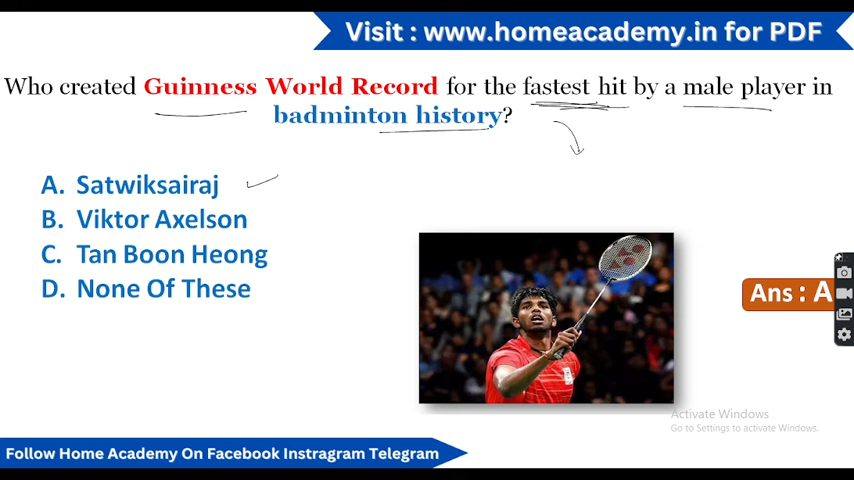 Visit : www.homeacademy.in for PDF
Who created Guinness World Record for the fastest hit by a male player in
badminton history?
A. Satwiksairaj
B. Viktor Axelson
C. Tan Boon Heong
D. None Of These
Ans : A
Activate Windows
Go to Settings to activate Windows.
Follow Home Academy On Facebook Instragram Telegram